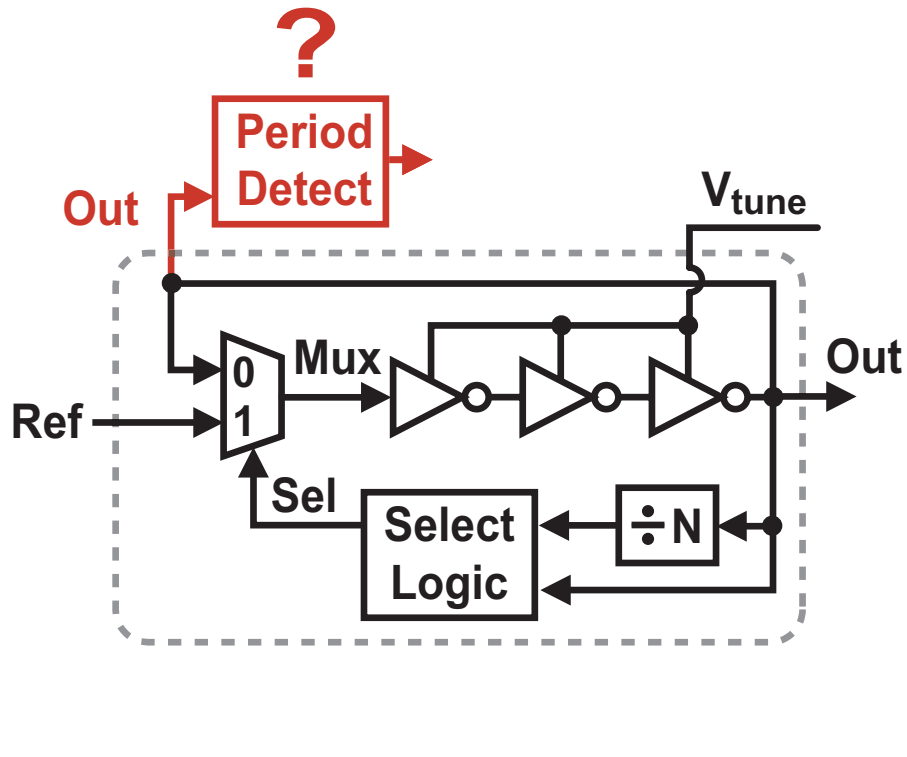 ?
Period
Detect
Out
V_tune
0
Mux
Out
Ref
1
Sel
Select
Logic
÷N